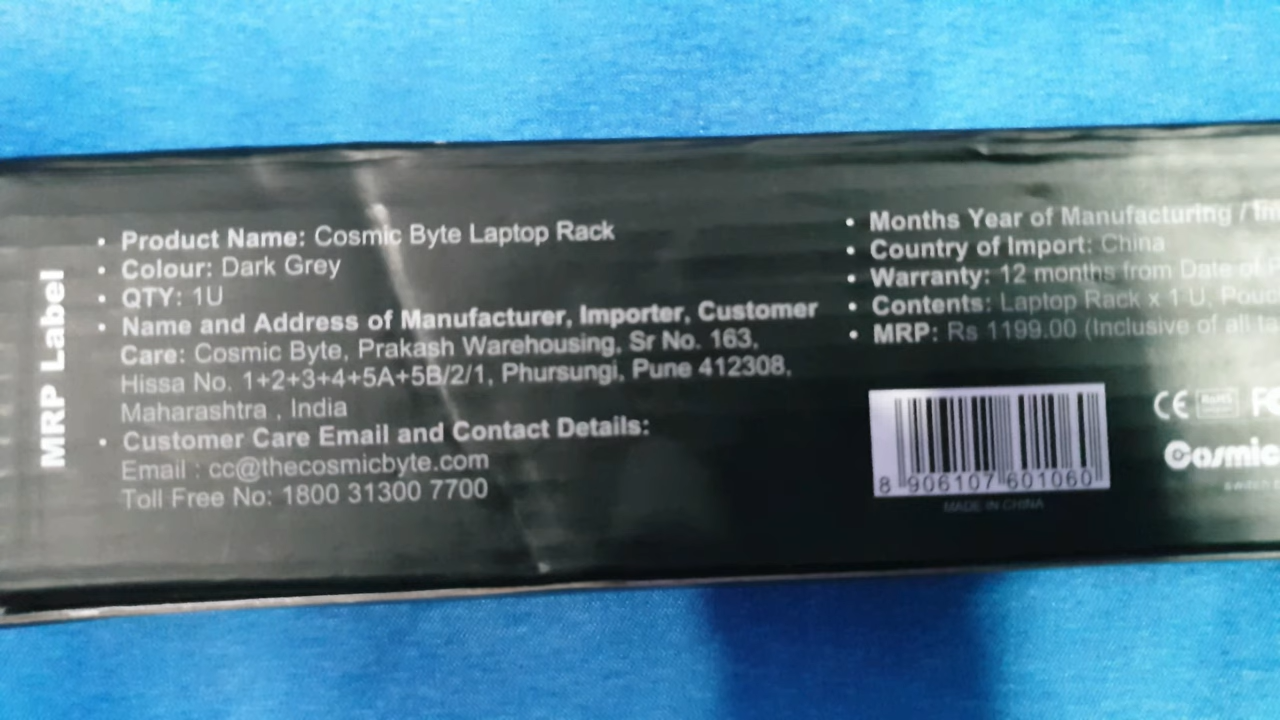 MRP Label
• Product Name: Cosmic Byte Laptop Rack
• Colour: Dark Grey
• QTY: 1U
• Name and Address of Manufacturer, Importer, Customer
Care: Cosmic Byte, Prakash Warehousing, Sr No. 163,
Hissa No. 1+2+3+4+5A+5B/2/1, Phursungi, Pune 412308,
Maharashtra , India
• Customer Care Email and Contact Details:
Email : cc@thecosmicbyte.com
Toll Free No: 1800 31300 7700
• Months Year of Manufacturing /
• Country of Import: China
• Warranty: 12 months from Date of
• Contents: Laptop Rack x 1 U,
• MRP: Rs 1199.00 (Inclusive of all
8 906107 601060
MADE IN CHINA
CE RoHS
Cosmic